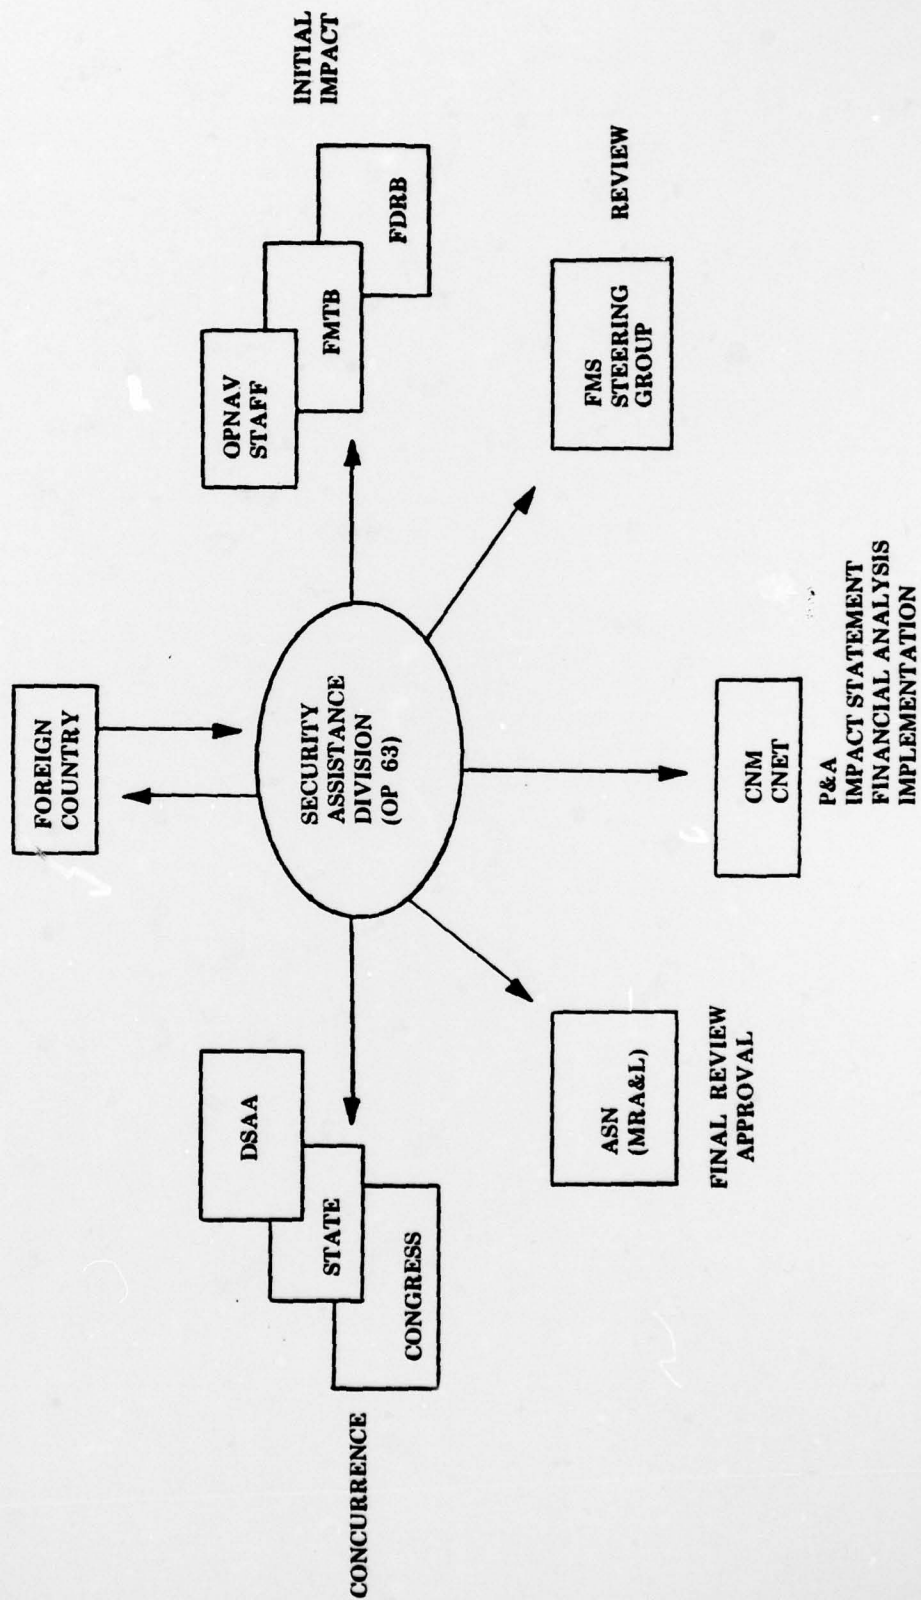 FOREIGN
COUNTRY
SECURITY
ASSISTANCE
DIVISION
(OP 63)
DSAA
STATE
CONGRESS
CONCURRENCE
OPNAV
STAFF
FMTB
FDRB
INITIAL
IMPACT
ASN
(MRA&L)
FINAL REVIEW
APPROVAL
CNM
CNET
P&A
IMPACT STATEMENT
FINANCIAL ANALYSIS
IMPLEMENTATION
FMS
STEERING
GROUP
REVIEW